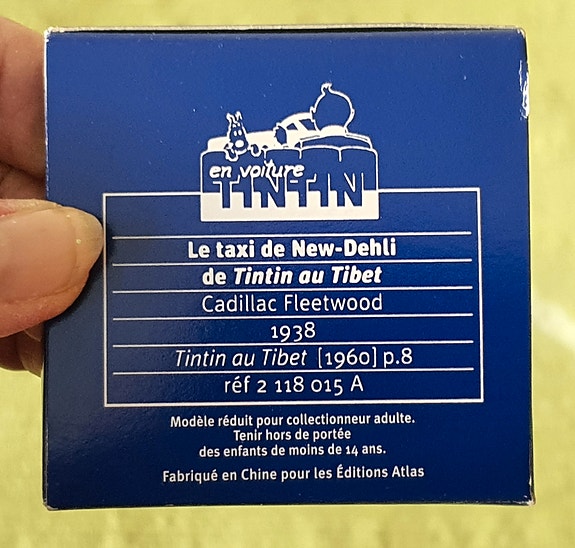 en voiture
TINTIN
Le taxi de New-Dehli
de Tintin au Tibet
Cadillac Fleetwood
1938
Tintin au Tibet [1960] p.8
réf 2 118 015 A
Modèle réduit pour collectionneur adulte.
Tenir hors de portée
des enfants de moins de 14 ans.
Fabriqué en Chine pour les Éditions Atlas